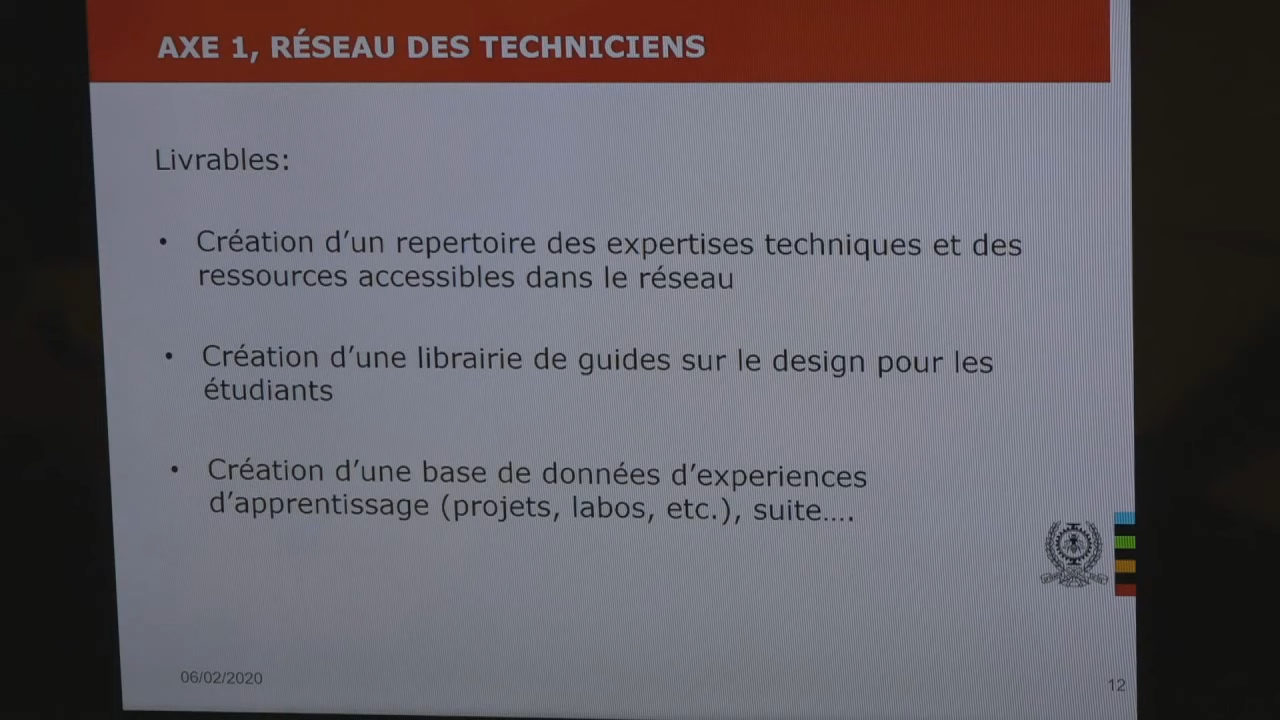 AXE 1, RÉSEAU DES TECHNICIENS
Livrables:
• Création d’un repertoire des expertises techniques et des
ressources accessibles dans le réseau
• Création d’une librairie de guides sur le design pour les
étudiants
• Création d’une base de données d’experiences
d’apprentissage (projets, labos, etc.), suite….
06/02/2020
12